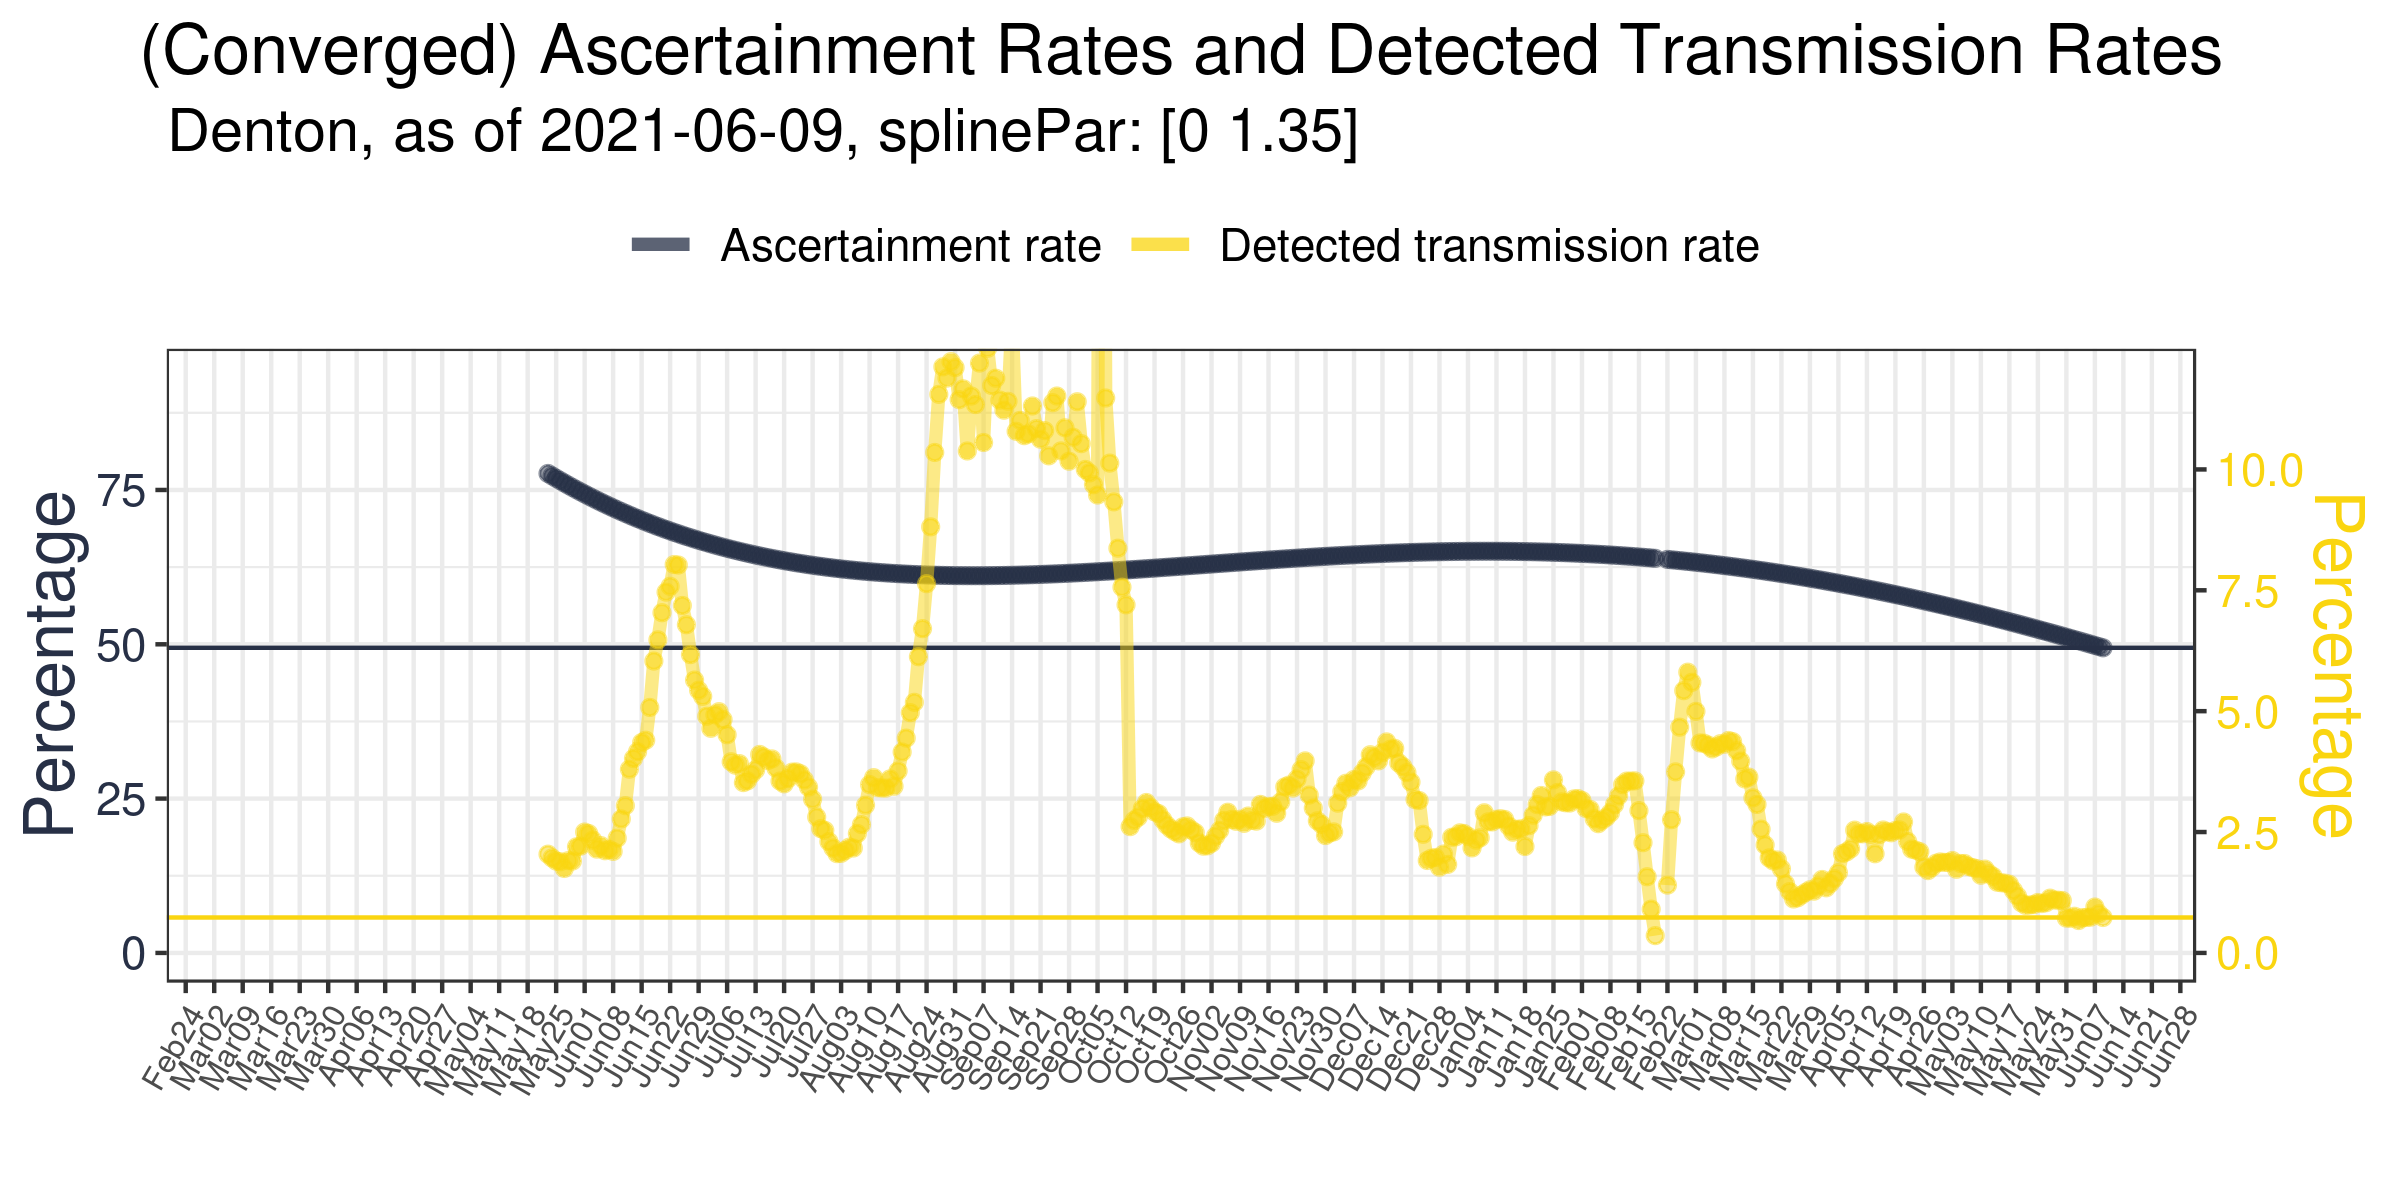 (Converged) Ascertainment Rates and Detected Transmission Rates
Denton, as of 2021-06-09, splinePar: [0 1.35]
Ascertainment rate
Detected transmission rate
Percentage
75
50
25
0
10.0
7.5
5.0
2.5
0.0
Percentage
Feb24
Mar02
Mar09
Mar16
Mar23
Mar30
Apr06
Apr13
Apr20
Apr27
May04
May11
May18
May25
Jun01
Jun08
Jun15
Jun22
Jun29
Jul06
Jul13
Jul20
Jul27
Aug03
Aug10
Aug17
Aug24
Aug31
Sep07
Sep14
Sep21
Sep28
Oct05
Oct12
Oct19
Oct26
Nov02
Nov09
Nov16
Nov23
Nov30
Dec07
Dec14
Dec21
Dec28
Jan04
Jan11
Jan18
Jan25
Feb01
Feb08
Feb15
Feb22
Mar01
Mar08
Mar15
Mar22
Mar29
Apr05
Apr12
Apr19
Apr26
May03
May10
May17
May24
May31
Jun07
Jun14
Jun21
Jun28